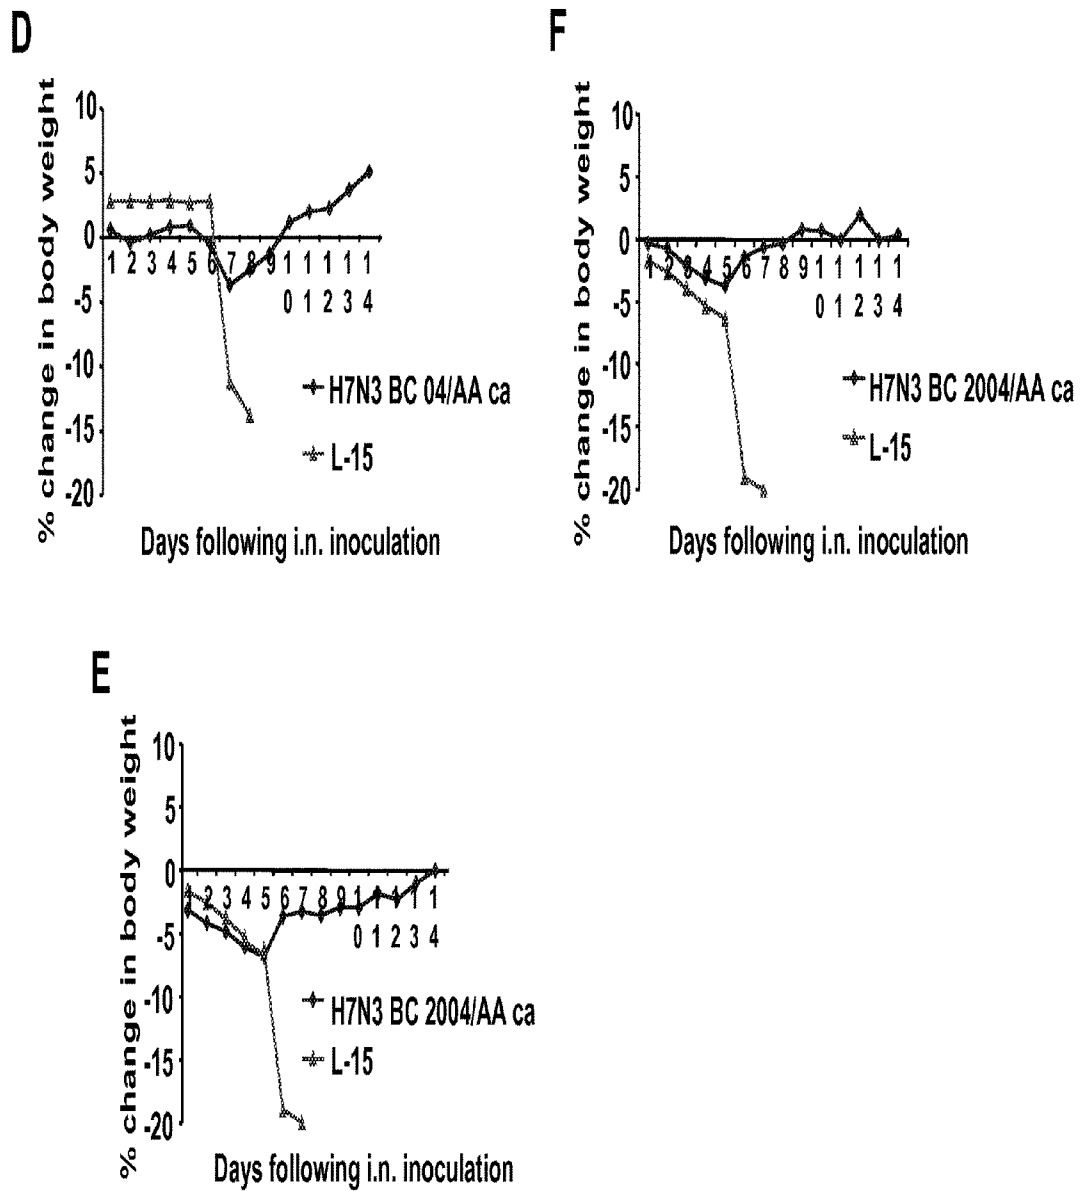 D
% change in body weight
10
5
0
-5
-10
-15
-20
1 2 3 4 5 6 7 8 9 1 1 1 1 1
0 1 2 3 4
H7N3 BC 04/AA ca
L-15
Days following i.n. inoculation
F
% change in body weight
10
5
0
-5
-10
-15
-20
1 2 3 4 5 6 7 8 9 1 1 1 1 1
0 1 2 3 4
H7N3 BC 2004/AA ca
L-15
Days following i.n. inoculation
E
% change in body weight
10
5
0
-5
-10
-15
-20
1 2 3 4 5 6 7 8 9 1 1 1 1 1
0 1 2 3 4
H7N3 BC 2004/AA ca
L-15
Days following i.n. inoculation